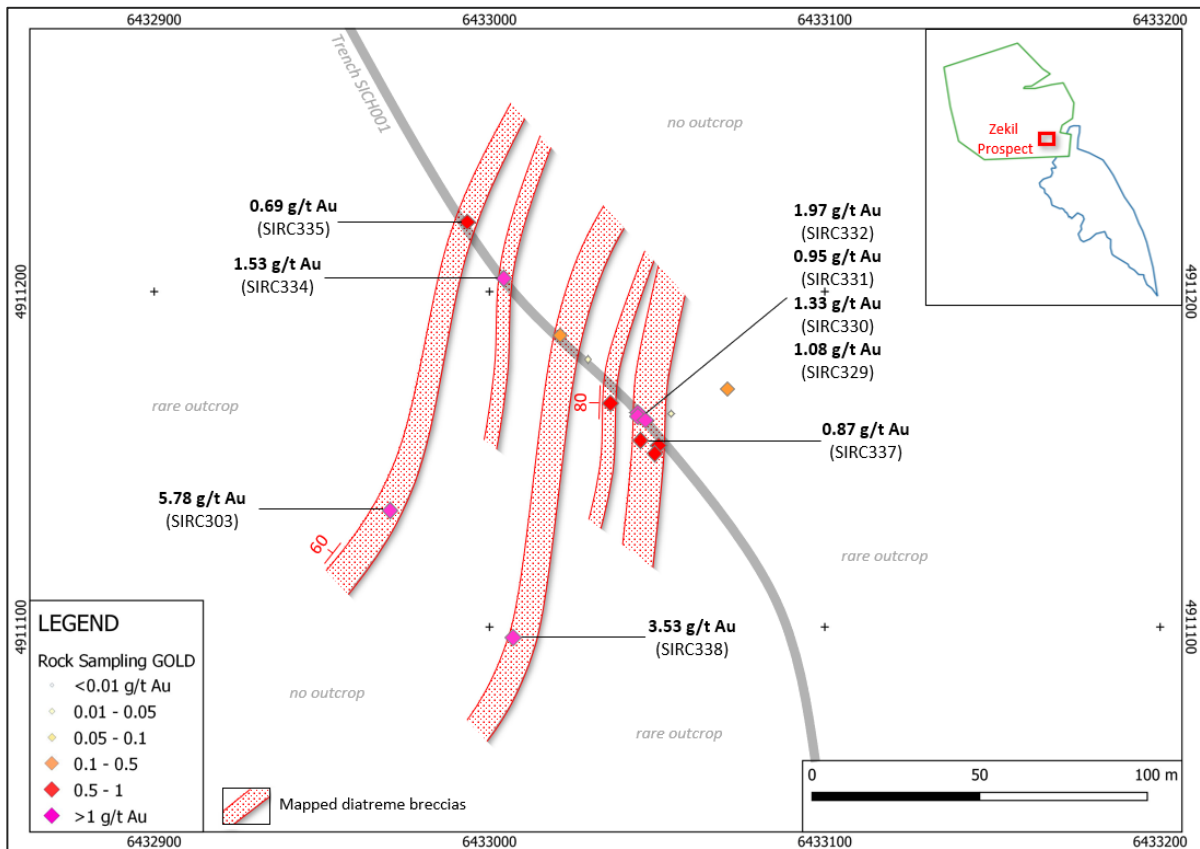 6432900
6433000
6433100
6433200
Trench SICH001
no outcrop
Zekil
Prospect
0.69 g/t Au
(SIRC335)
1.53 g/t Au
(SIRC334)
1.97 g/t Au
(SIRC332)
0.95 g/t Au
(SIRC331)
1.33 g/t Au
(SIRC330)
1.08 g/t Au
(SIRC329)
4911200
4911200
rare outcrop
80
0.87 g/t Au
(SIRC337)
5.78 g/t Au
(SIRC303)
60
rare outcrop
4911100
4911100
3.53 g/t Au
(SIRC338)
no outcrop
rare outcrop
LEGEND
Rock Sampling GOLD
<0.01 g/t Au
0.01 - 0.05
0.05 - 0.1
0.1 - 0.5
0.5 - 1
>1 g/t Au
Mapped diatreme breccias
0 50 100 m
6432900
6433000
6433100
6433200